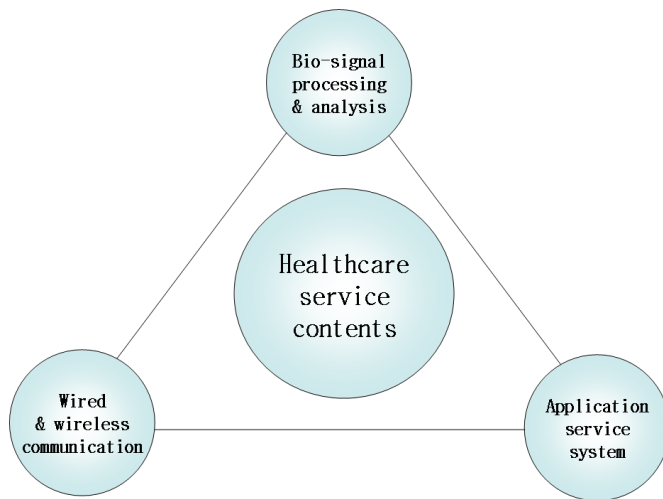 Bio-signal
processing
& analysis
Healthcare
service
contents
Wired
& wireless
communication
Application
service
system